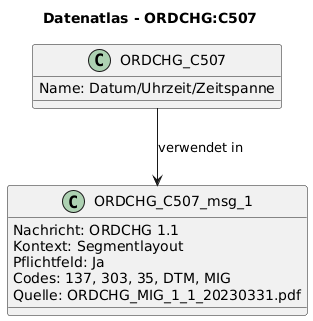 Datenatlas - ORDCHG:C507
C ORDCHG_C507
Name: Datum/Uhrzeit/Zeitspanne
verwendet in
C ORDCHG_C507_msg_1
Nachricht: ORDCHG 1.1
Kontext: Segmentlayout
Pflichtfeld: Ja
Codes: 137, 303, 35, DTM, MIG
Quelle: ORDCHG_MIG_1_1_20230331.pdf